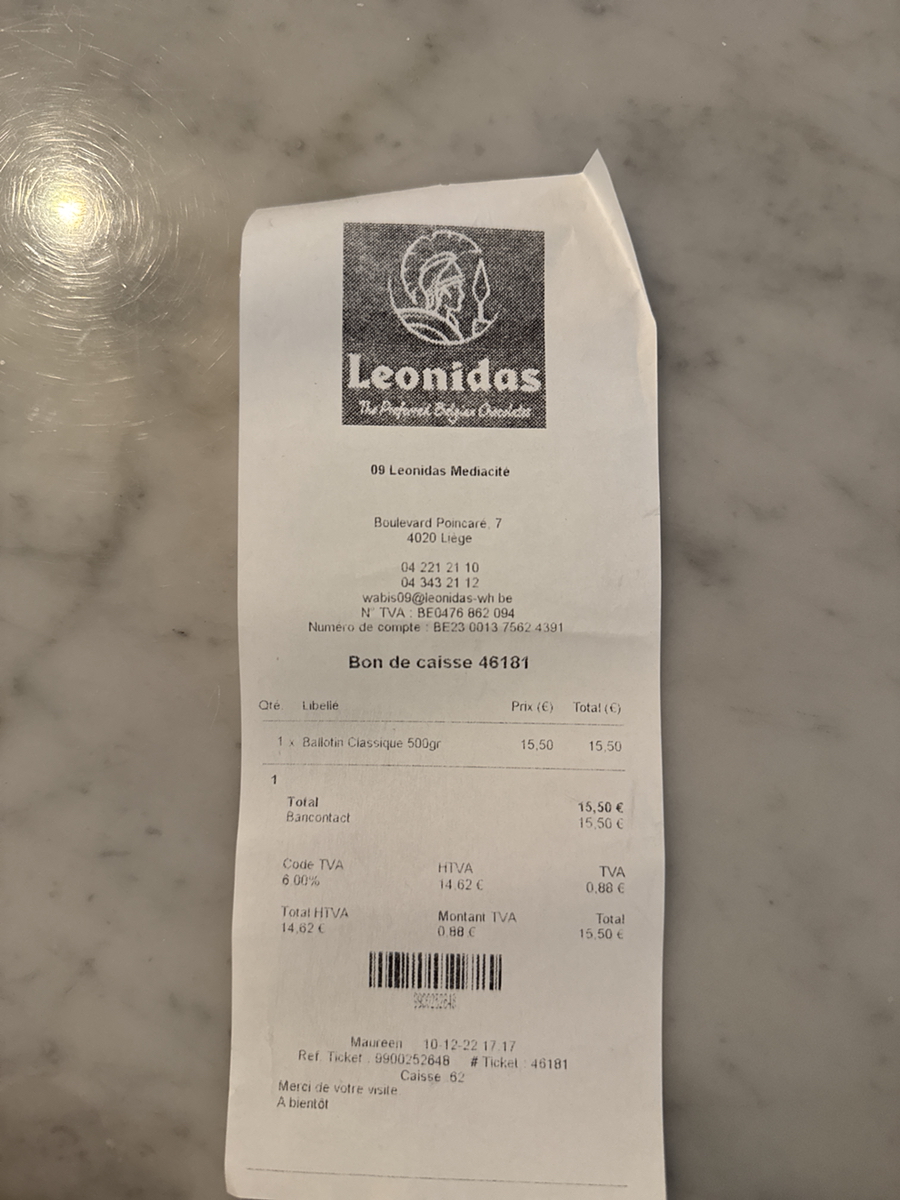 Leonidas
The Preferred Belgian Chocolates
09 Leonidas Mediacité
Boulevard Poincaré, 7
4020 Liège
04 221 21 10
04 343 21 12
wabis09@leonidas-wh.be
N° TVA : BE0476 862 094
Numéro de compte : BE23 0013 7562 4391
Bon de caisse 46181
Qté. Libellé Prix (€) Total (€)
1 x Ballotin Classique 500gr 15,50 15,50
1
Total 15,50 €
Bancontact 15,50 €
Code TVA HTVA TVA
6.00% 14,62 € 0,88 €
Total HTVA Montant TVA Total
14,62 € 0,88 € 15,50 €
9900252648
Maureen 10-12-22 17:17
Ref. Ticket : 9900252648 # Ticket : 46181
Caisse 62
Merci de votre visite
A bientôt